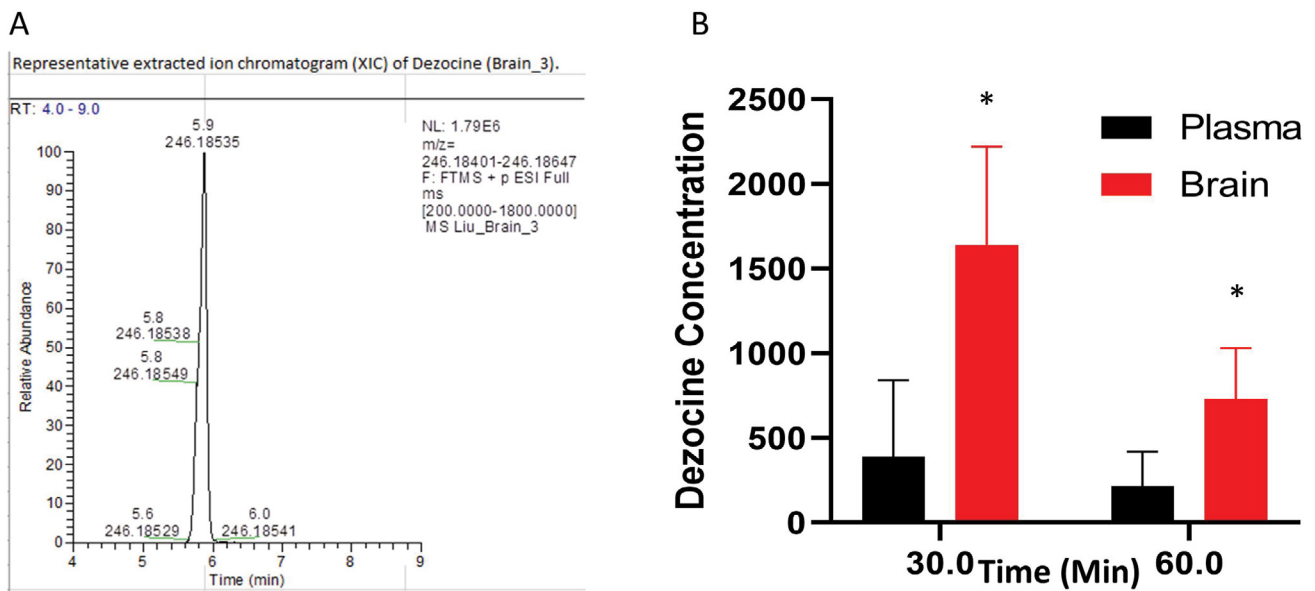 A
Representative extracted ion chromatogram (XIC) of Dezocine (Brain_3).
RT: 4.0 - 9.0
5.9
246.18535
NL: 1.79E6
m/z=
246.18401-246.18647
F: FTMS + p ESI Full
ms
[200.0000-1800.0000]
MS Liu_Brain_3
100
90
80
70
60
50
40
30
20
10
0
Relative Abundance
5.8
246.18538
5.8
246.18549
5.6
246.18529
6.0
246.18541
4 5 6 7 8 9
Time (min)
B
Dezocine Concentration
2500
2000
1500
1000
500
0
*
*
Plasma
Brain
30.0 Time (Min) 60.0